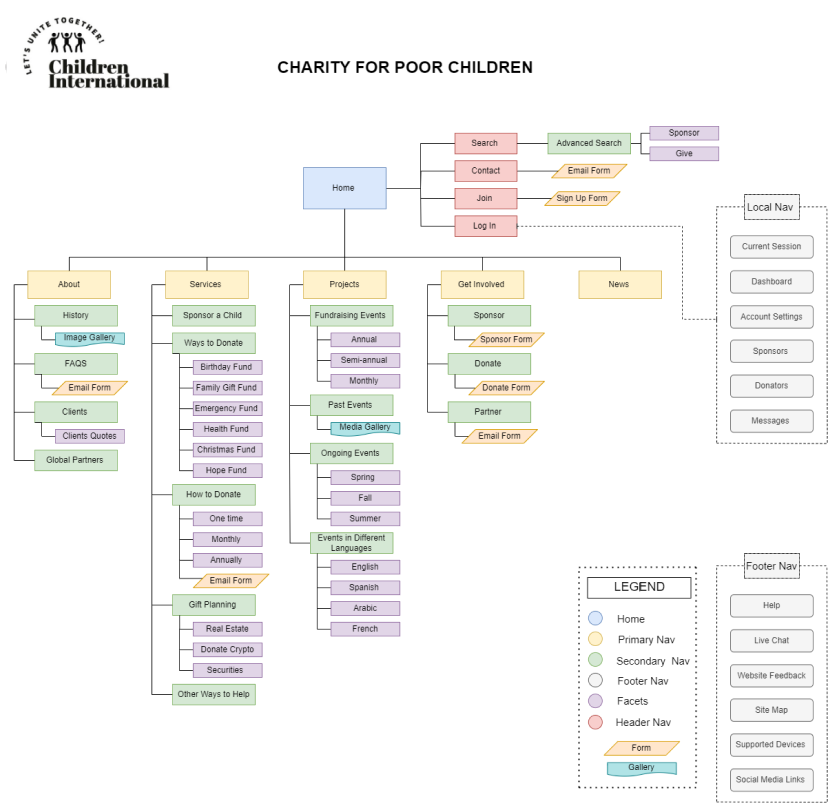 LET'S UNITE TOGETHER!
Children
International
CHARITY FOR POOR CHILDREN
Home
Search
Advanced Search
Sponsor
Give
Contact
Email Form
Join
Sign Up Form
Log In
Local Nav
Current Session
Dashboard
Account Settings
Sponsors
Donators
Messages
About
History
Image Gallery
FAQS
Email Form
Clients
Clients Quotes
Global Partners
Services
Sponsor a Child
Ways to Donate
Birthday Fund
Family Gift Fund
Emergency Fund
Health Fund
Christmas Fund
Hope Fund
How to Donate
One time
Monthly
Annually
Email Form
Gift Planning
Real Estate
Donate Crypto
Securities
Other Ways to Help
Projects
Fundraising Events
Annual
Semi-annual
Monthly
Past Events
Media Gallery
Ongoing Events
Spring
Fall
Summer
Events in Different
Languages
English
Spanish
Arabic
French
Get Involved
Sponsor
Sponsor Form
Donate
Donate Form
Partner
Email Form
News
LEGEND
Home
Primary Nav
Secondary Nav
Footer Nav
Facets
Header Nav
Form
Gallery
Footer Nav
Help
Live Chat
Website Feedback
Site Map
Supported Devices
Social Media Links